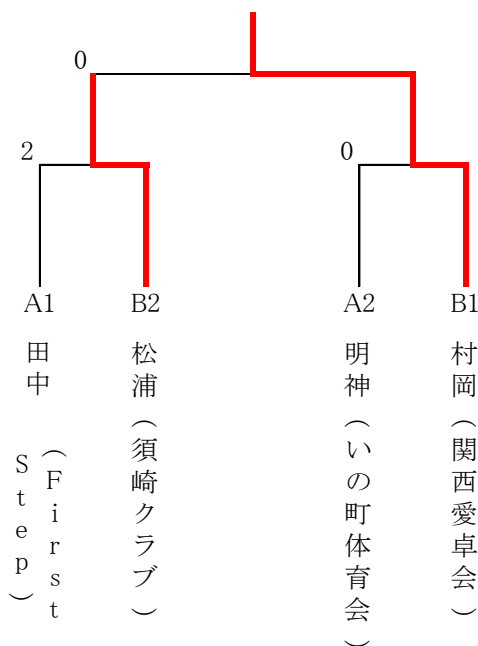 0
2
0
A1
B2
A2
B1
田中
(First
Step)
松浦(須崎クラブ)
明神(いの町体育会)
村岡(関西愛卓会)